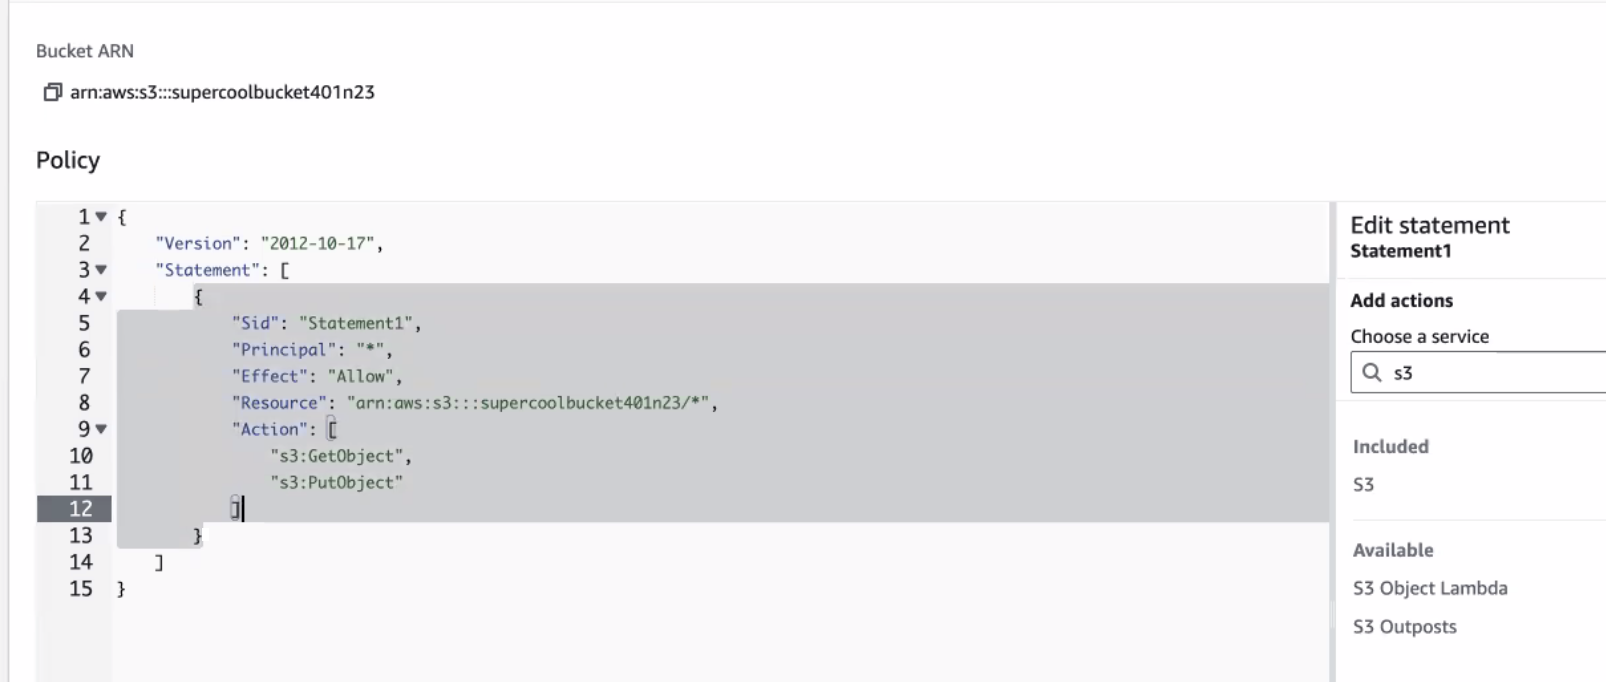 Bucket ARN
arn:aws:s3:::supercoolbucket401n23
Policy
1 {
2 "Version": "2012-10-17",
3 "Statement": [
4 {
5 "Sid": "Statement1",
6 "Principal": "*",
7 "Effect": "Allow",
8 "Resource": "arn:aws:s3:::supercoolbucket401n23/*",
9 "Action": [
10 "s3:GetObject",
11 "s3:PutObject"
12 ]
13 }
14 ]
15 }
Edit statement
Statement1
Add actions
Choose a service
s3
Included
S3
Available
S3 Object Lambda
S3 Outposts